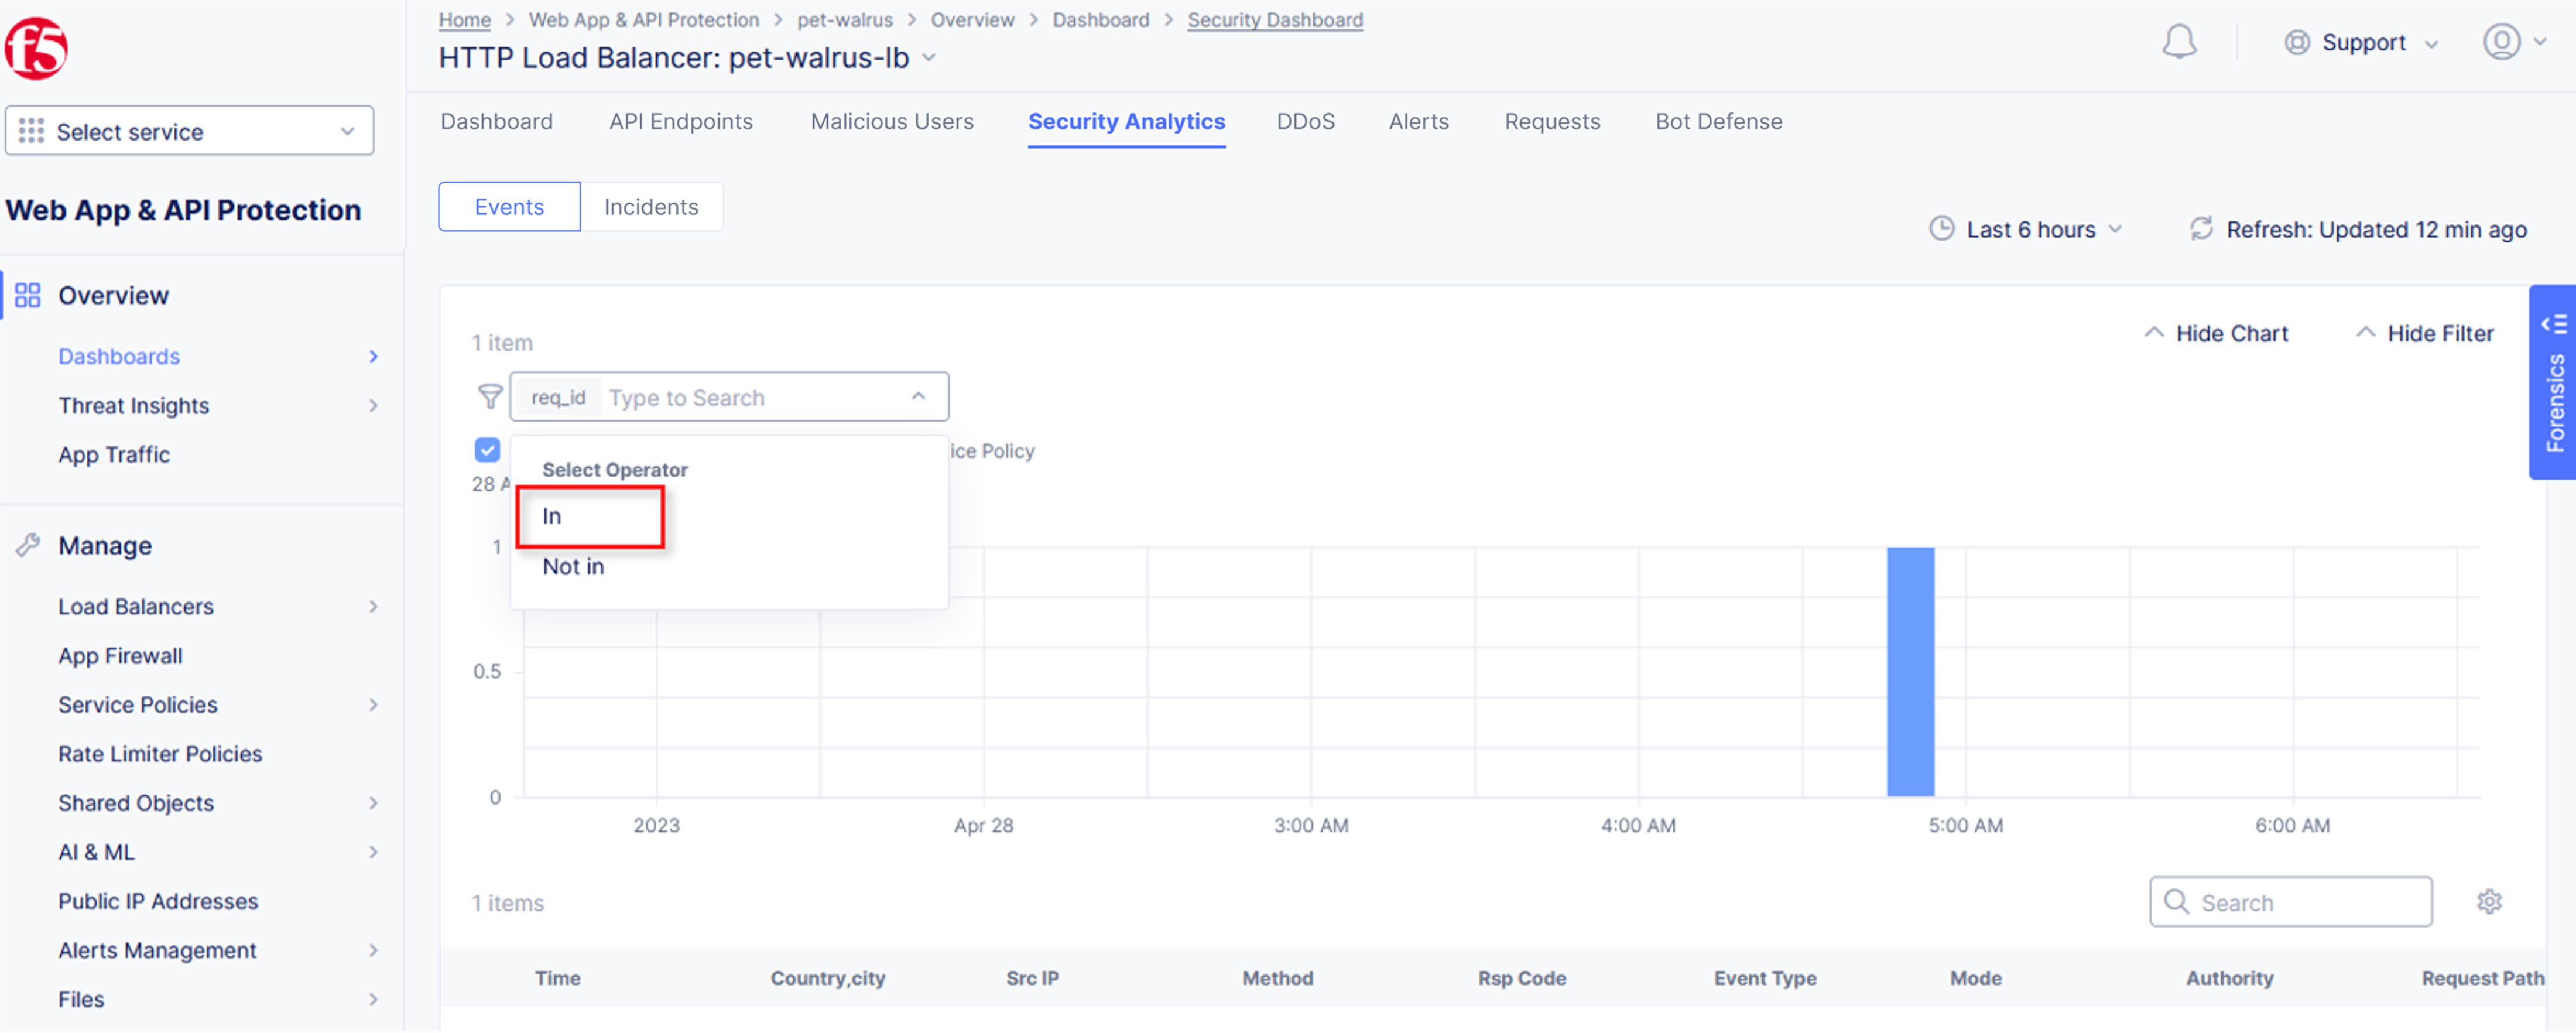 f5
Home > Web App & API Protection > pet-walrus > Overview > Dashboard > Security Dashboard
HTTP Load Balancer: pet-walrus-lb
Support
Select service
Web App & API Protection
Overview
Dashboards
Threat Insights
App Traffic
Manage
Load Balancers
App Firewall
Service Policies
Rate Limiter Policies
Shared Objects
AI & ML
Public IP Addresses
Alerts Management
Files
Dashboard API Endpoints Malicious Users Security Analytics DDoS Alerts Requests Bot Defense
Events Incidents
Last 6 hours Refresh: Updated 12 min ago
1 item
Hide Chart Hide Filter
Forensics
req_id Type to Search
ice Policy
28 A
Select Operator
In
Not in
1
0.5
0
2023 Apr 28 3:00 AM 4:00 AM 5:00 AM 6:00 AM
1 items
Search
Time Country,city Src IP Method Rsp Code Event Type Mode Authority Request Path